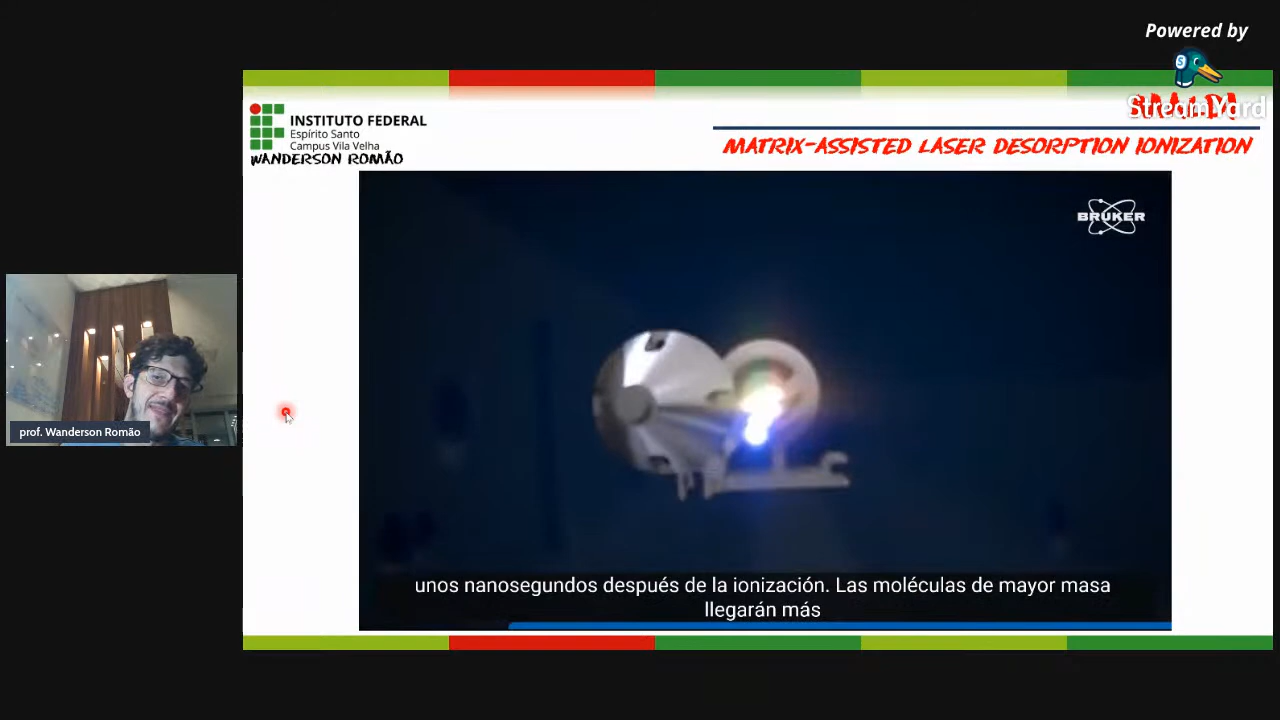 Powered by
StreamYard
INSTITUTO FEDERAL
Espírito Santo
Campus Vila Velha
WANDERSON ROMÃO
MATRIX-ASSISTED LASER DESORPTION IONIZATION
BRUKER
prof. Wanderson Romão
unos nanosegundos después de la ionización. Las moléculas de mayor masa
llegarán más